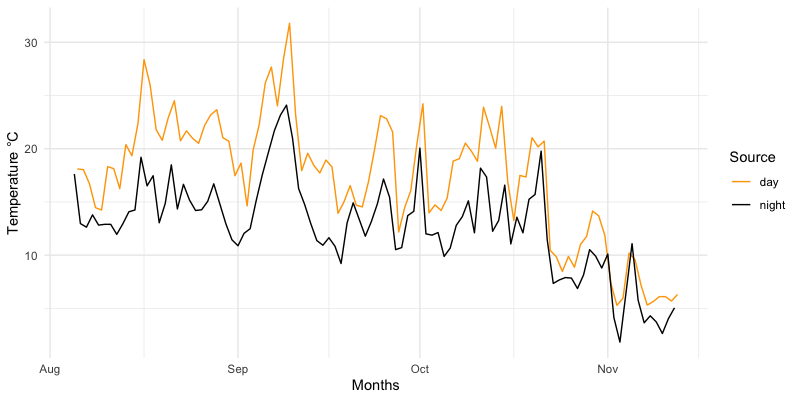 30
20
10
Temperature °C
Aug
Sep
Oct
Nov
Months
Source
day
night